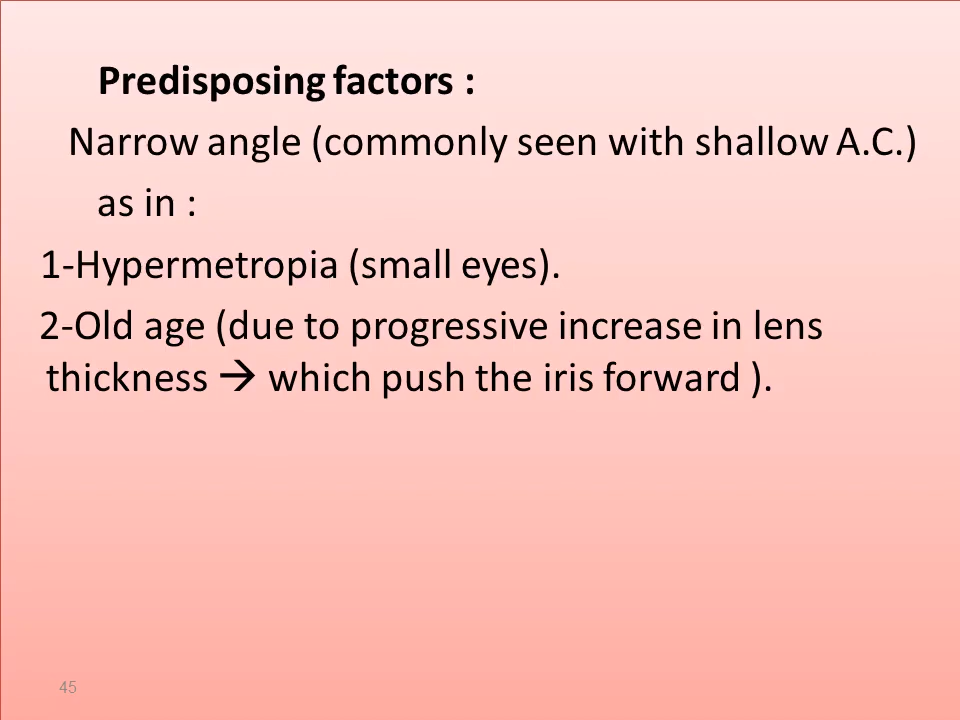 Predisposing factors :
Narrow angle (commonly seen with shallow A.C.)
as in :
1-Hypermetropia (small eyes).
2-Old age (due to progressive increase in lens
thickness → which push the iris forward ).
45